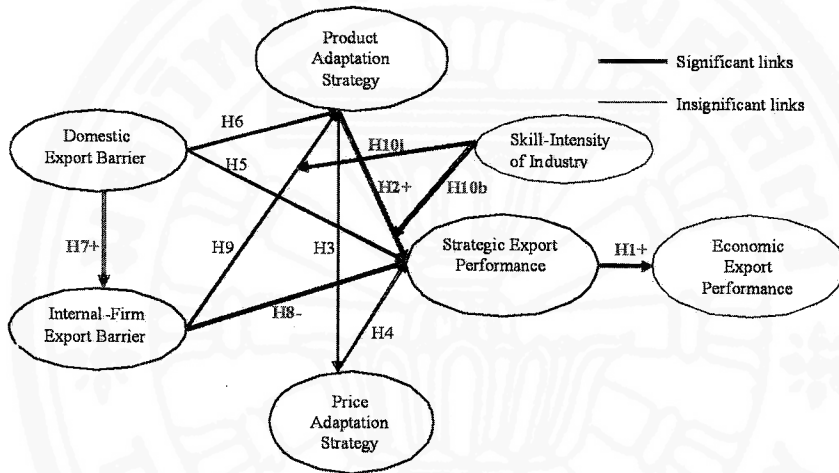 Product
Adaptation
Strategy
Significant links
Insignificant links
H6
Domestic
Export Barrier
H10j
Skill-Intensity
of Industry
H5
H2+
H10b
H7+
H9
H3
Strategic Export
Performance
H1+
Economic
Export
Performance
Internal-Firm
Export Barrier
H8-
H4
Price
Adaptation
Strategy